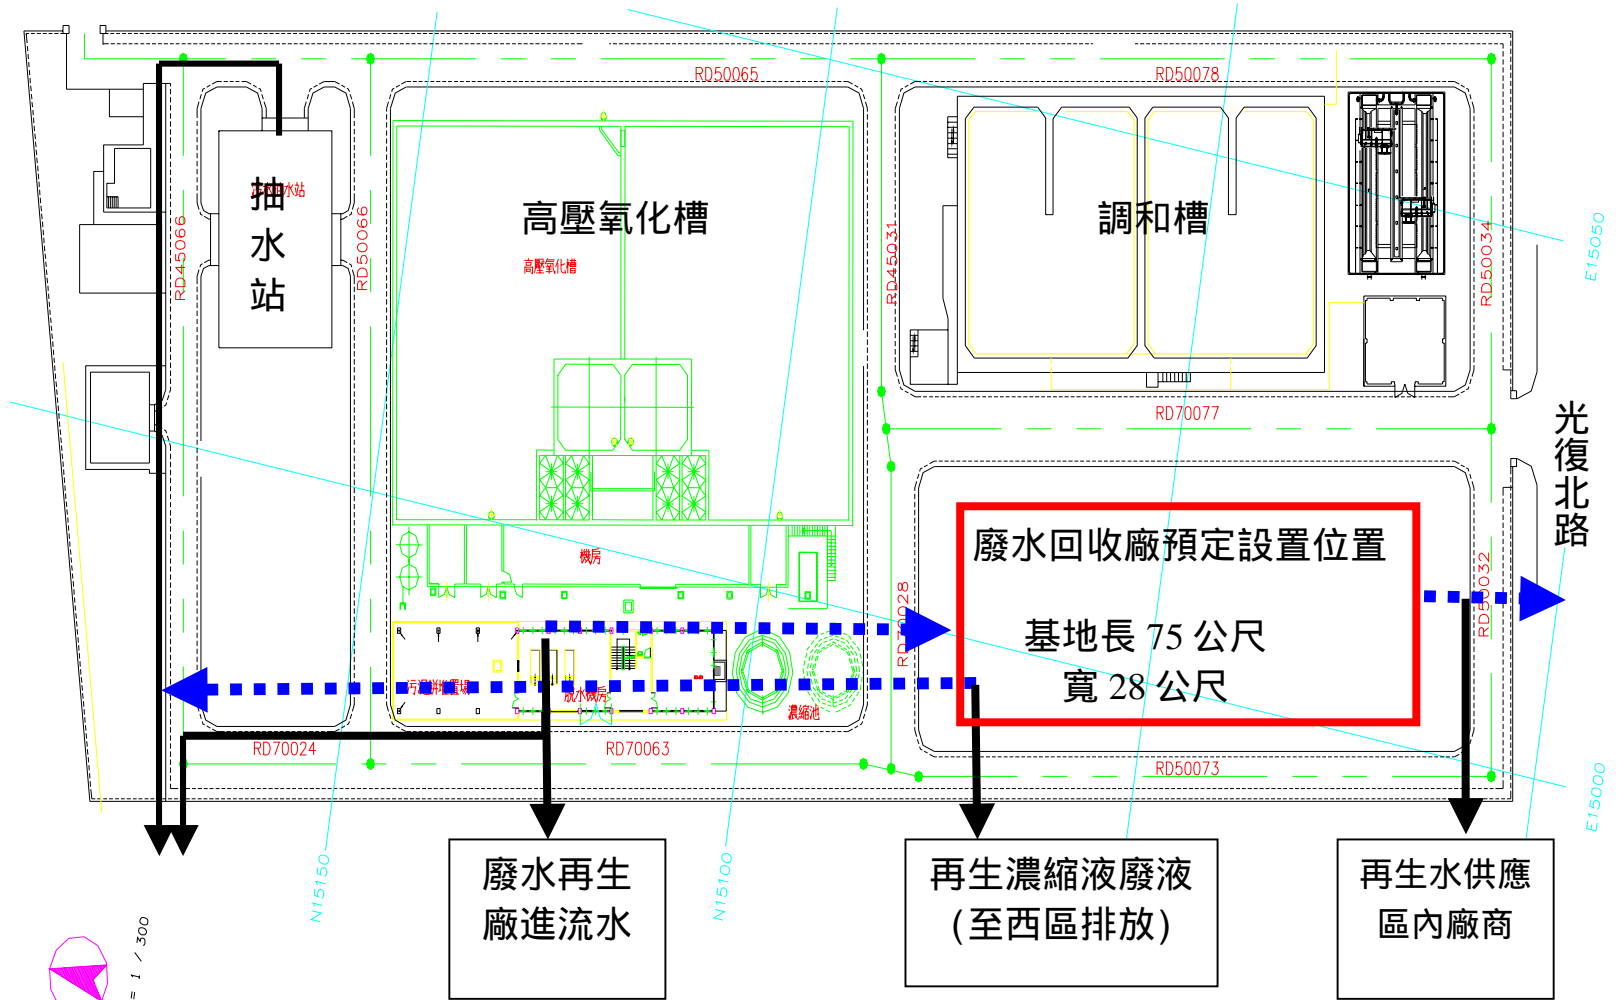 RD50065
RD50078
抽水站
高壓氧化槽
高壓氧化槽
調和槽
RD45066
RD50066
RD45031
RD50034
E15050
RD70077
光復北路
廢水回收廠預定設置位置
基地長 75 公尺
寬 28 公尺
機房
RD70028
RD50032
脫水機房
濃縮池
RD70024
RD70063
RD50073
E15000
N15150
N15100
廢水再生
廠進流水
再生濃縮液廢液
(至西區排放)
再生水供應
區內廠商
= 1 / 300